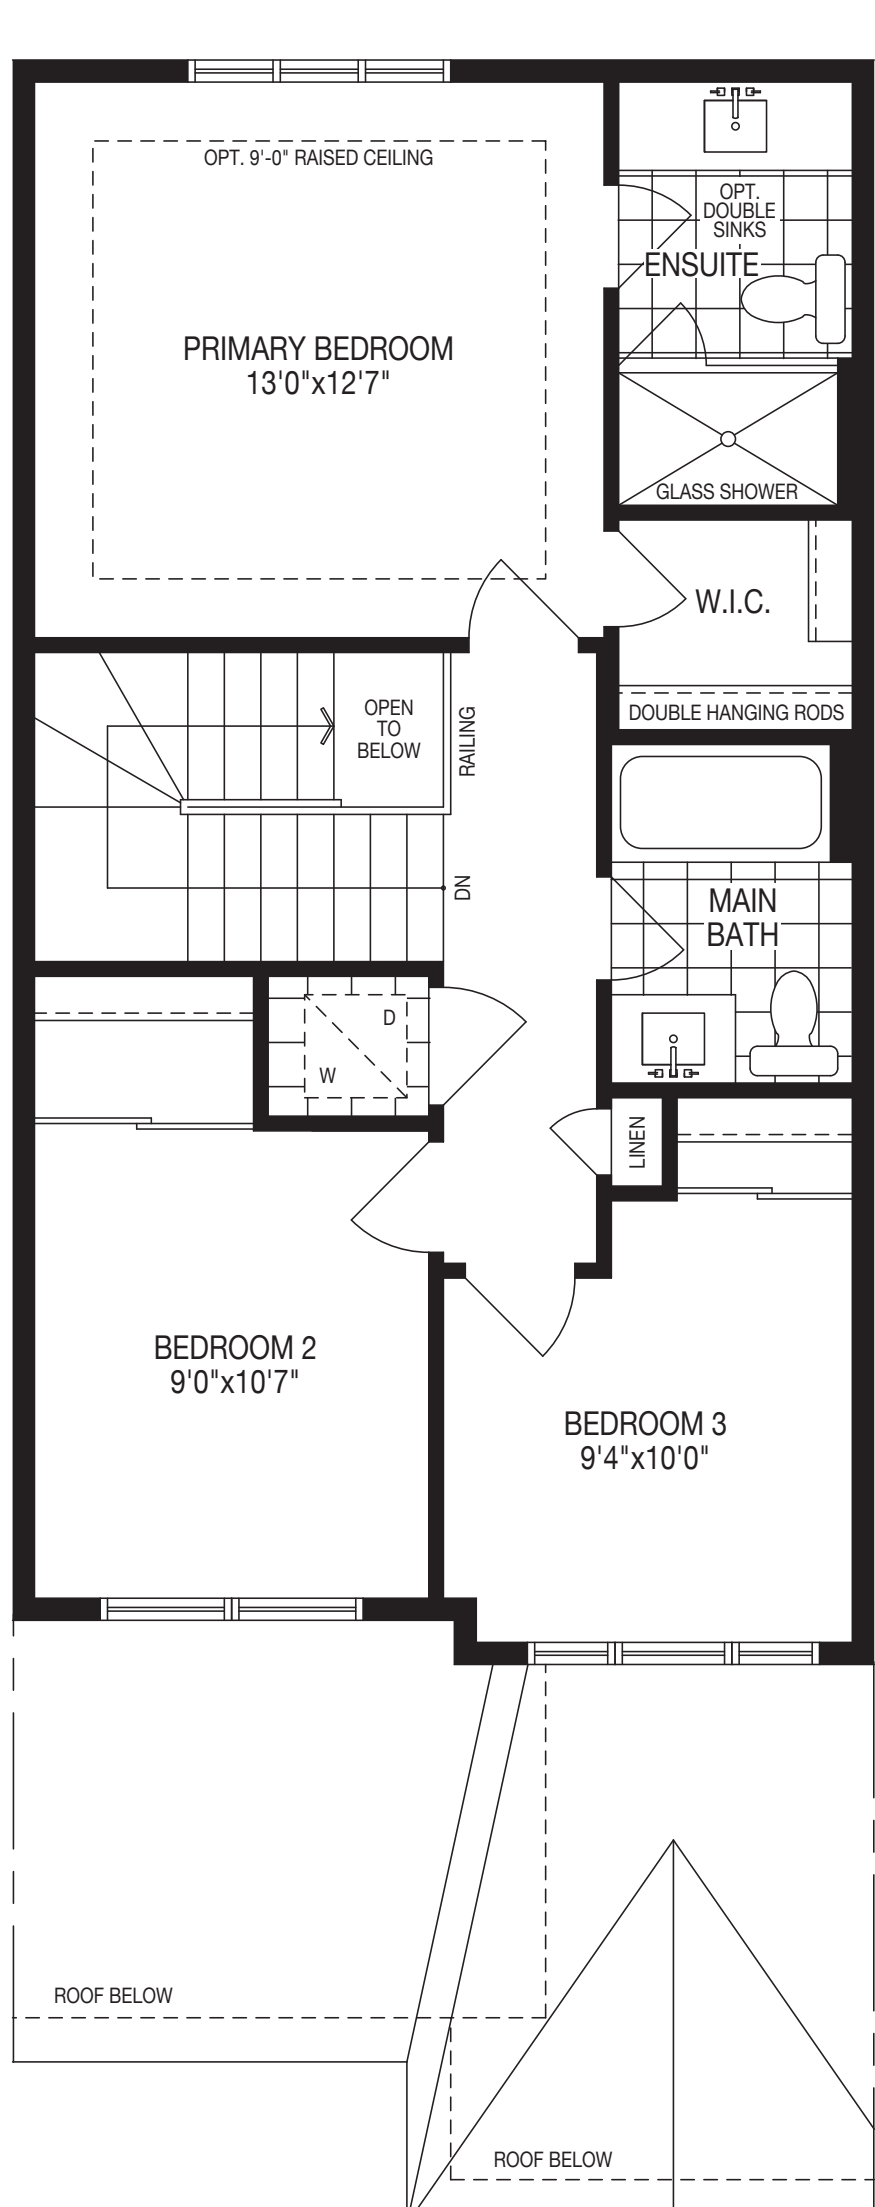 OPT. 9'-0" RAISED CEILING
OPT.
DOUBLE
SINKS
ENSUITE
PRIMARY BEDROOM
13'0"x12'7"
GLASS SHOWER
W.I.C.
DOUBLE HANGING RODS
OPEN
TO
BELOW
RAILING
DN
MAIN
BATH
D
W
LINEN
BEDROOM 2
9'0"x10'7"
BEDROOM 3
9'4"x10'0"
ROOF BELOW
ROOF BELOW